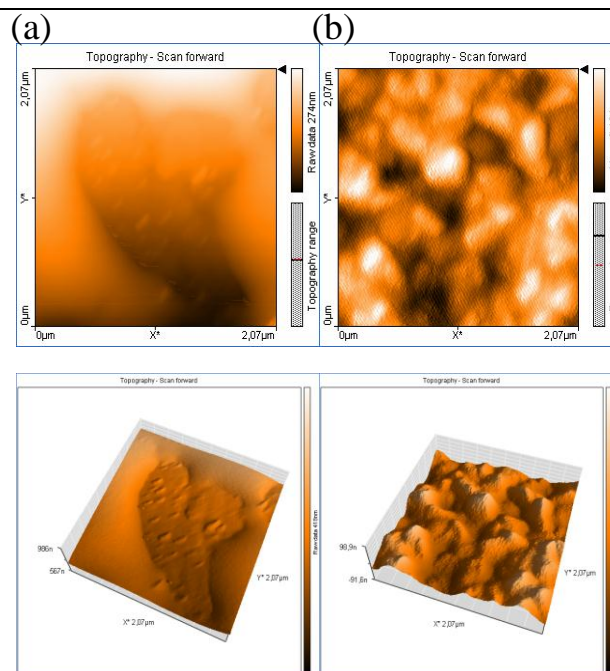 (a)
(b)
Topography - Scan forward
2,07µm
Y*
0µm
0µm
X*
2,07µm
Rawdata 274nm
Topography range
Topography - Scan forward
2,07µm
Y*
0µm
0µm
X*
2,07µm
Topography - Scan forward
986n
567n
X* 2,07µm
Y* 2,07µm
Topography - Scan forward
98,9n
-91,6n
X* 2,07µm
Y* 2,07µm